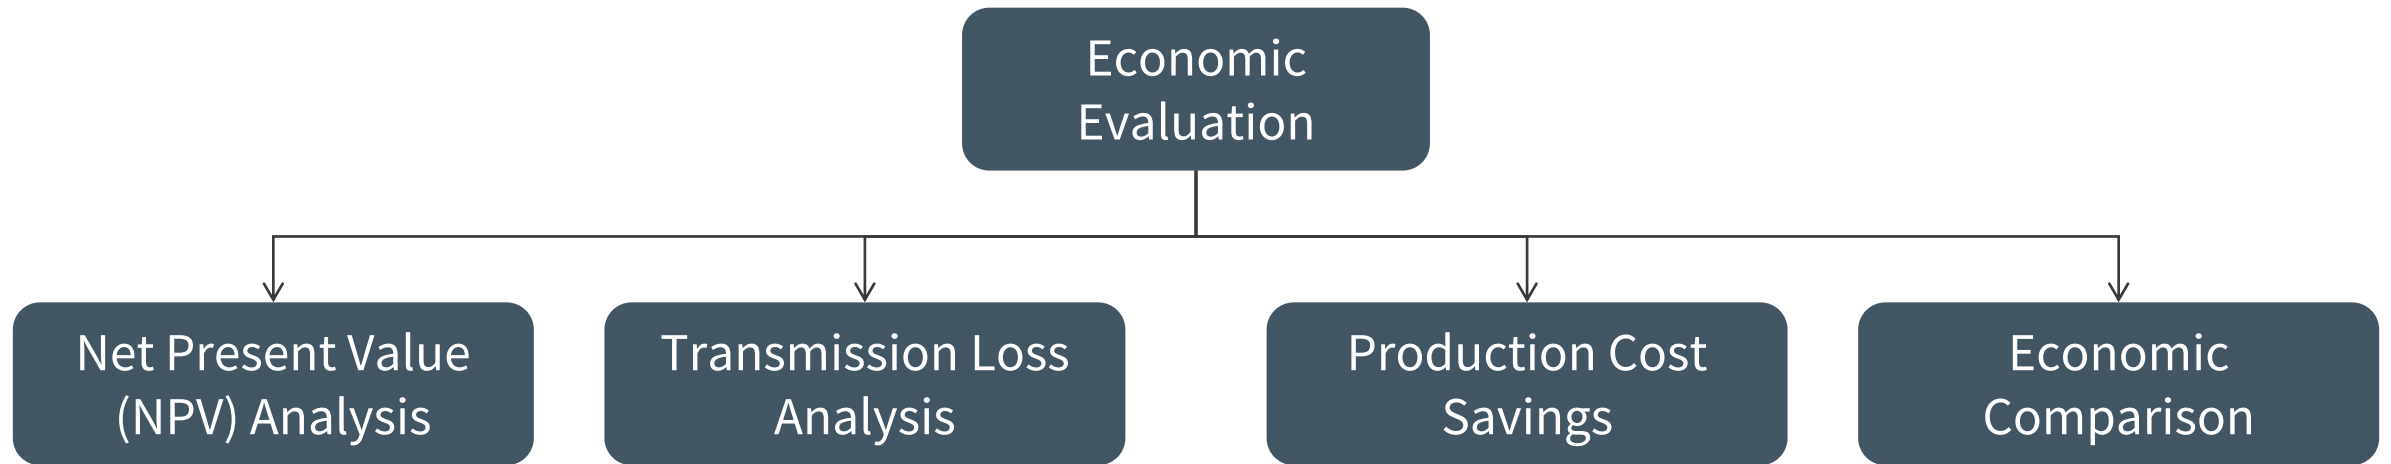 Economic
Evaluation
Net Present Value
(NPV) Analysis
Transmission Loss
Analysis
Production Cost
Savings
Economic
Comparison